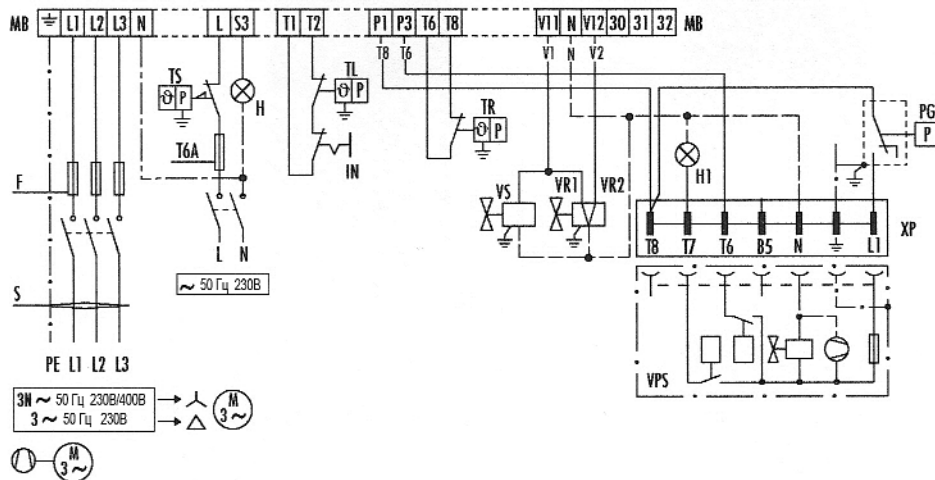 MB ⏚ L1 L2 L3 N L S3 T1 T2 P1 P3 T6 T8 V11 N V12 30 31 32 MB
T8 T6 V1 N V2
TS
ϑ P
H
TL
ϑ P
TR
ϑ P
PG
P
T6A
IN
F
H1
VS VR1 VR2
XP
T8 T7 T6 B5 N ⏚ L1
L N
~ 50 Гц 230В
S
VPS
PE L1 L2 L3
3N ~ 50 Гц 230В/400В
3 ~ 50 Гц 230В
M
3 ~
M
3 ~